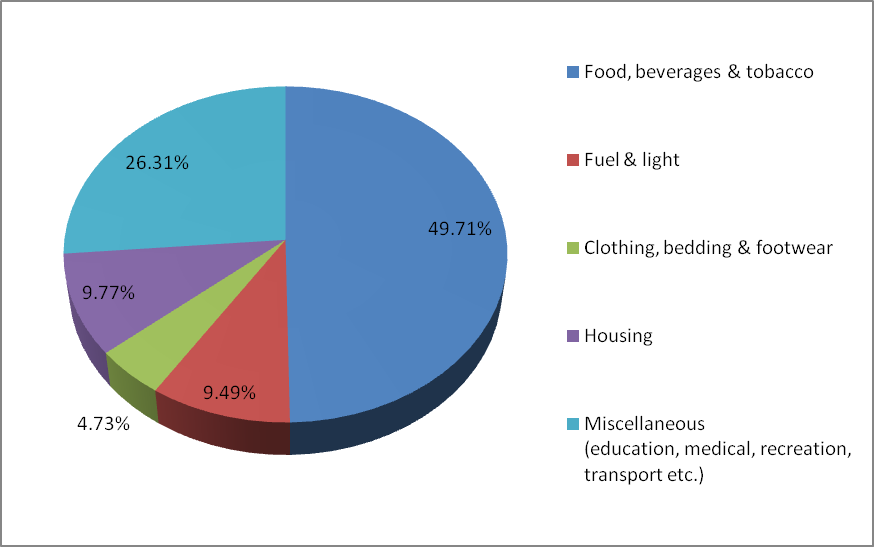 26.31%
49.71%
9.77%
9.49%
4.73%
Food, beverages & tobacco
Fuel & light
Clothing, bedding & footwear
Housing
Miscellaneous
(education, medical, recreation,
transport etc.)